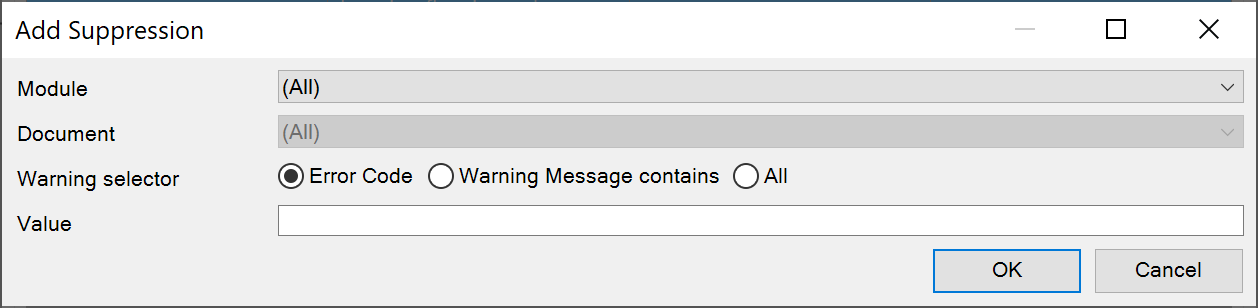 Add Suppression
Module (All)
Document (All)
Warning selector Error Code Warning Message contains All
Value
OK Cancel